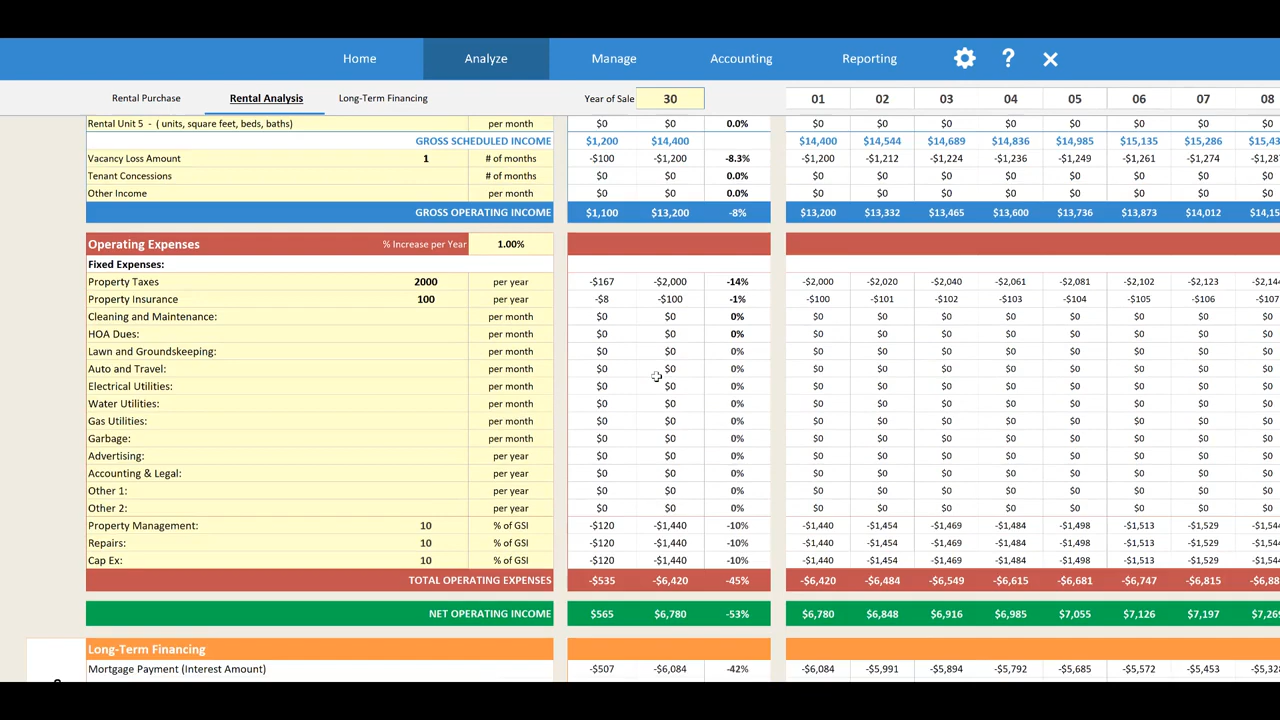 Home Analyze Manage Accounting Reporting ?
Rental Purchase Rental Analysis Long-Term Financing Year of Sale 30 01 02 03 04 05 06 07 08
Rental Unit 5 - ( units, square feet, beds, baths) per month $0 $0 0.0% $0 $0 $0 $0 $0 $0 $0 $0
GROSS SCHEDULED INCOME $1,200 $14,400 $14,400 $14,544 $14,689 $14,836 $14,985 $15,135 $15,286
Vacancy Loss Amount 1 # of months -$100 -$1,200 -8.3% -$1,200 -$1,212 -$1,224 -$1,236 -$1,249 -$1,261 -$1,274
Tenant Concessions # of months $0 $0 0.0% $0 $0 $0 $0 $0 $0 $0 $0
Other Income per month $0 $0 0.0% $0 $0 $0 $0 $0 $0 $0 $0
GROSS OPERATING INCOME $1,100 $13,200 -8% $13,200 $13,332 $13,465 $13,600 $13,736 $13,873 $14,012
Operating Expenses % Increase per Year 1.00%
Fixed Expenses:
Property Taxes 2000 per year -$167 -$2,000 -14% -$2,000 -$2,020 -$2,040 -$2,061 -$2,081 -$2,102 -$2,123
Property Insurance 100 per year -$8 -$100 -1% -$100 -$101 -$102 -$103 -$104 -$105 -$106 -$107
Cleaning and Maintenance: per month $0 $0 0% $0 $0 $0 $0 $0 $0 $0 $0
HOA Dues: per month $0 $0 0% $0 $0 $0 $0 $0 $0 $0 $0
Lawn and Groundskeeping: per month $0 $0 0% $0 $0 $0 $0 $0 $0 $0 $0
Auto and Travel: per month $0 $0 0% $0 $0 $0 $0 $0 $0 $0 $0
Electrical Utilities: per month $0 $0 0% $0 $0 $0 $0 $0 $0 $0 $0
Water Utilities: per month $0 $0 0% $0 $0 $0 $0 $0 $0 $0 $0
Gas Utilities: per month $0 $0 0% $0 $0 $0 $0 $0 $0 $0 $0
Garbage: per month $0 $0 0% $0 $0 $0 $0 $0 $0 $0 $0
Advertising: per year $0 $0 0% $0 $0 $0 $0 $0 $0 $0 $0
Accounting & Legal: per year $0 $0 0% $0 $0 $0 $0 $0 $0 $0 $0
Other 1: per year $0 $0 0% $0 $0 $0 $0 $0 $0 $0 $0
Other 2: per year $0 $0 0% $0 $0 $0 $0 $0 $0 $0 $0
Property Management: 10 % of GSI -$120 -$1,440 -10% -$1,440 -$1,454 -$1,469 -$1,484 -$1,498 -$1,513 -$1,529
Repairs: 10 % of GSI -$120 -$1,440 -10% -$1,440 -$1,454 -$1,469 -$1,484 -$1,498 -$1,513 -$1,529
Cap Ex: 10 % of GSI -$120 -$1,440 -10% -$1,440 -$1,454 -$1,469 -$1,484 -$1,498 -$1,513 -$1,529
TOTAL OPERATING EXPENSES -$535 -$6,420 -45% -$6,420 -$6,484 -$6,549 -$6,615 -$6,681 -$6,747 -$6,815
NET OPERATING INCOME $565 $6,780 -53% $6,780 $6,848 $6,916 $6,985 $7,055 $7,126 $7,197
Long-Term Financing
Mortgage Payment (Interest Amount) -$507 -$6,084 -42% -$6,084 -$5,991 -$5,894 -$5,792 -$5,685 -$5,572 -$5,453